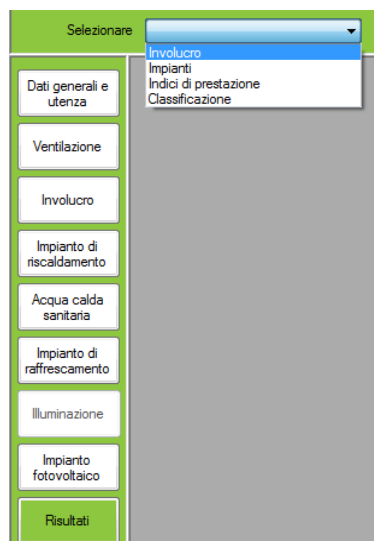 Selezionare
Involucro
Impianti
Indici di prestazione
Classificazione
Dati generali e
utenza
Ventilazione
Involucro
Impianto di
riscaldamento
Acqua calda
sanitaria
Impianto di
raffrescamento
Illuminazione
Impianto
fotovoltaico
Risultati